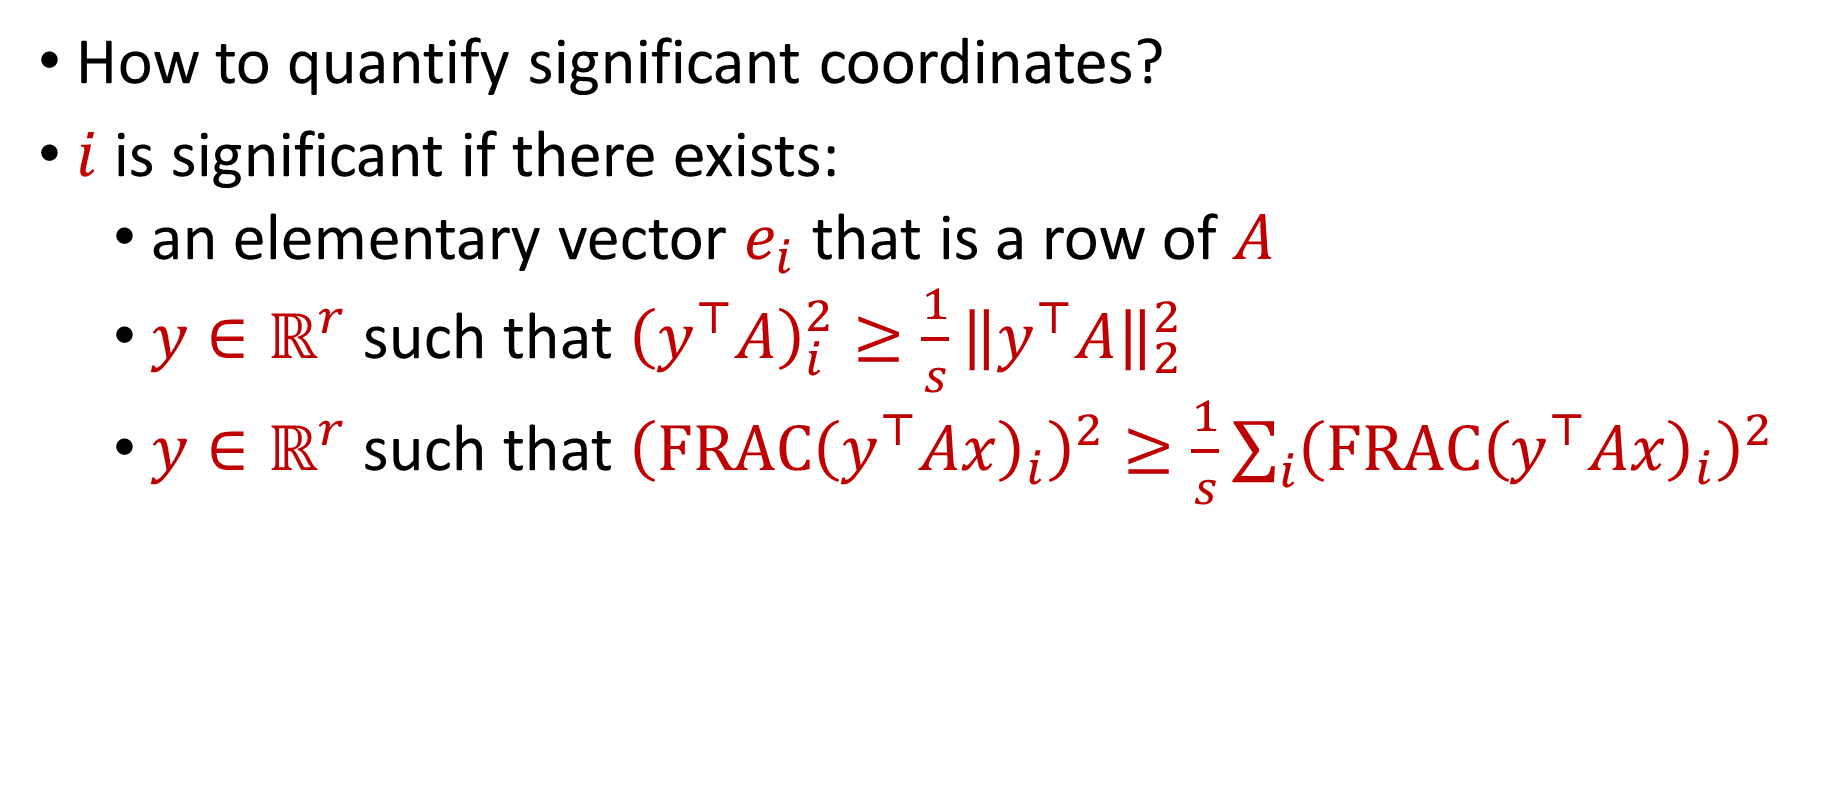 • How to quantify significant coordinates?
• i is significant if there exists:
• an elementary vector e_i that is a row of A
• y ∈ ℝ^r such that (y^⊤A)_i^2 ≥ 1/s ‖y^⊤A‖_2^2
• y ∈ ℝ^r such that (FRAC(y^⊤Ax)_i)^2 ≥ 1/s ∑_i(FRAC(y^⊤Ax)_i)^2